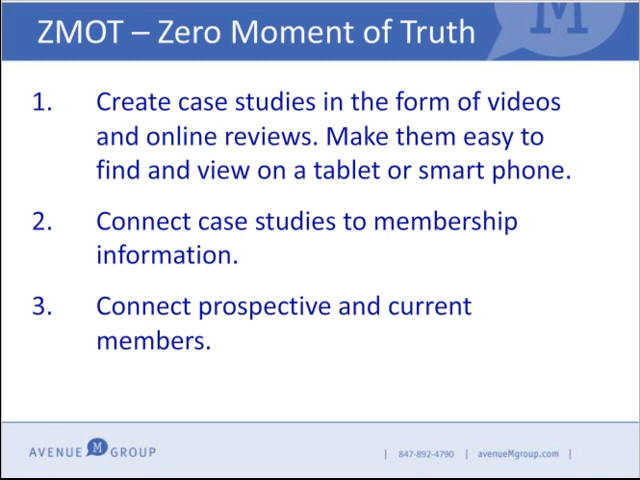 ZMOT – Zero Moment of Truth
M
1. Create case studies in the form of videos
and online reviews. Make them easy to
find and view on a tablet or smart phone.
2. Connect case studies to membership
information.
3. Connect prospective and current
members.
AVENUE M GROUP | 847-892-4790 | avenueMgroup.com |